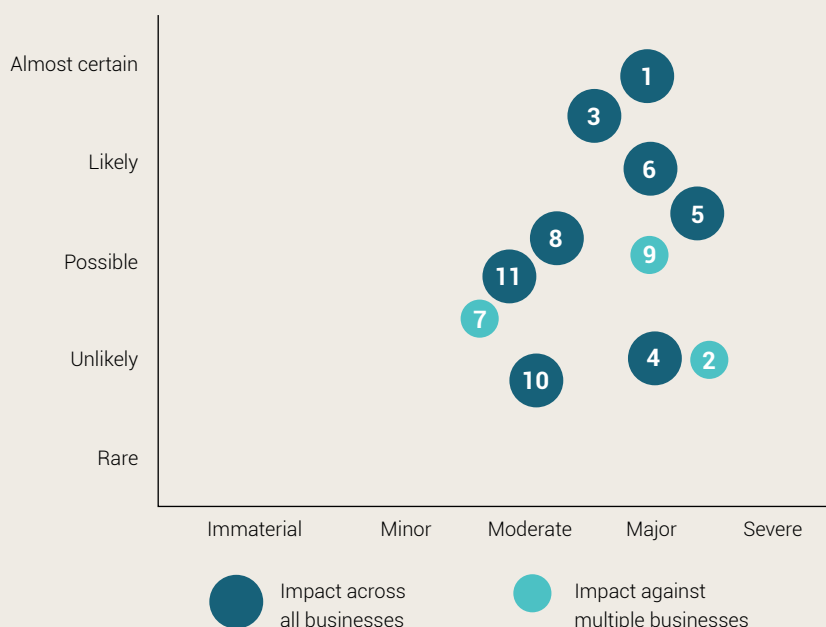 Almost certain
1
3
Likely
6
5
8
Possible
9
11
7
Unlikely
4
2
10
Rare
Immaterial
Minor
Moderate
Major
Severe
Impact across
all businesses
Impact against
multiple businesses